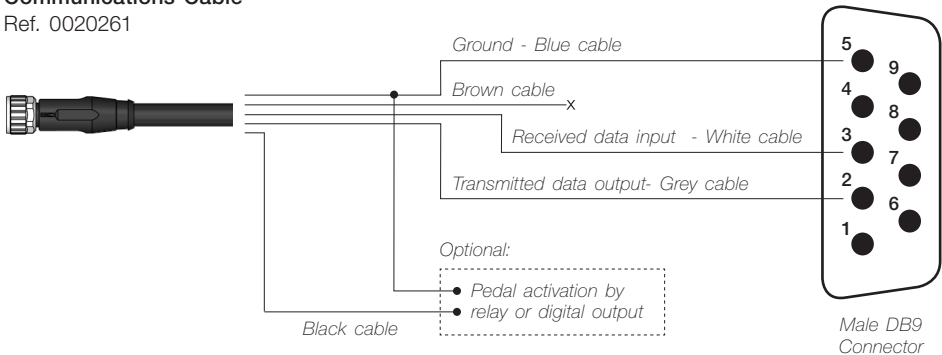 Communications Cable
Ref. 0020261
Ground - Blue cable
Brown cable
X
Received data input - White cable
Transmitted data output- Grey cable
Optional:
Pedal activation by
relay or digital output
Black cable
5
9
4
8
3
7
2
6
1
Male DB9
Connector